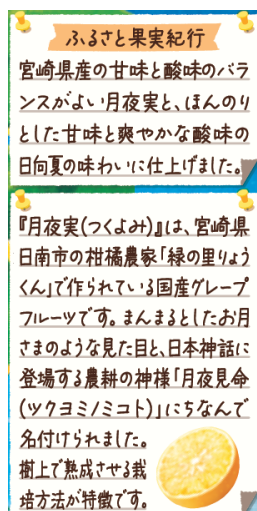 ふるさと果実紀行
宮崎県産の甘味と酸味のバラ
ンスがよい月夜実と、ほんのり
とした甘味と爽やかな酸味の
日向夏の味わいに仕上げました。
『月夜実(つくよみ)』は、宮崎県
日南市の柑橘農家「緑の里りょう
くん」で作られている国産グレープ
フルーツです。まんまるとしたお月
さまのような見た目と、日本神話に
登場する農耕の神様「月夜見命
(ツクヨミノミコト)」にちなんで
名付けられました。
樹上で熟成させる栽
培方法が特徴です。